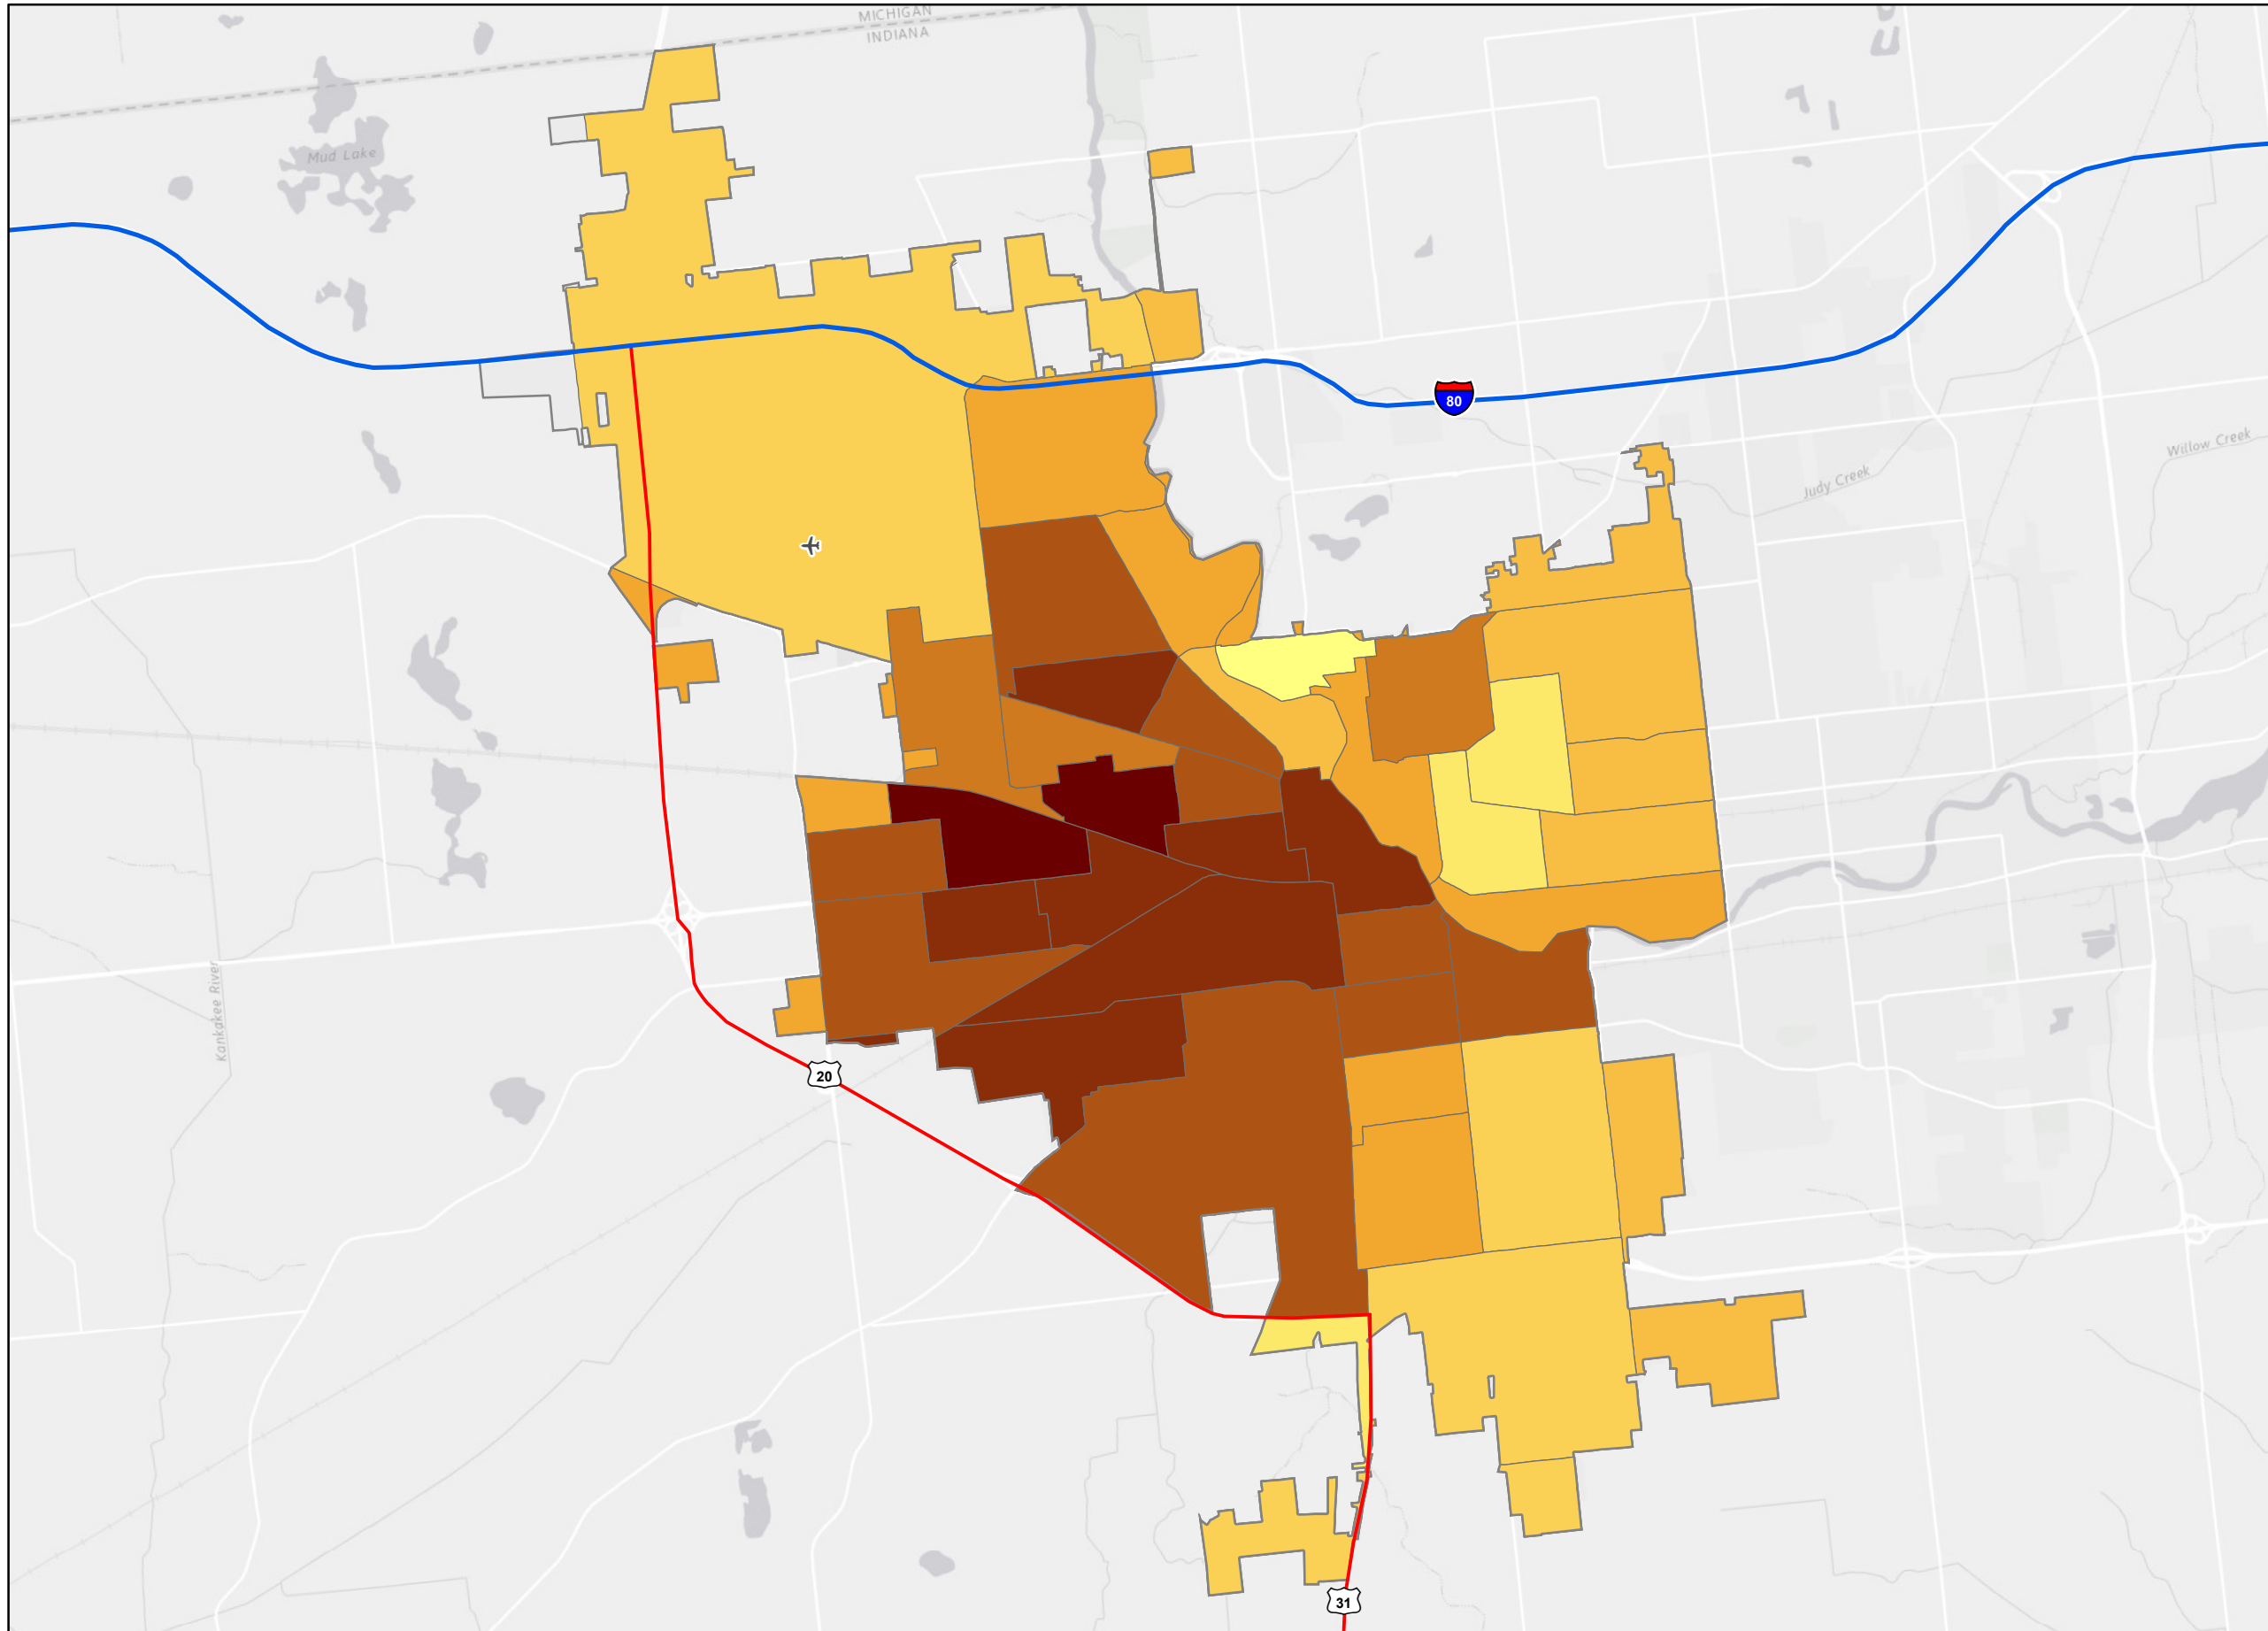 MICHIGAN
INDIANA
Mud Lake
80
Willow Creek
Judy Creek
Kankakee River
20
31